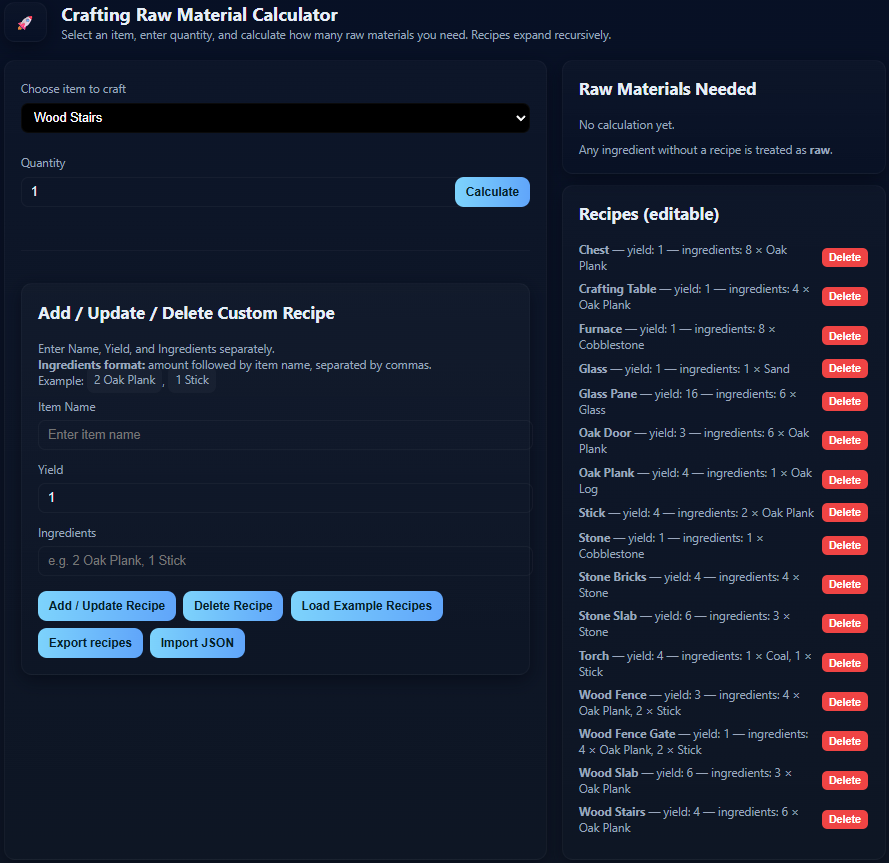 Crafting Raw Material Calculator
Select an item, enter quantity, and calculate how many raw materials you need. Recipes expand recursively.
Choose item to craft
Wood Stairs
Quantity
1
Calculate
Add / Update / Delete Custom Recipe
Enter Name, Yield, and Ingredients separately.
Ingredients format: amount followed by item name, separated by commas.
Example: 2 Oak Plank , 1 Stick
Item Name
Enter item name
Yield
1
Ingredients
e.g. 2 Oak Plank, 1 Stick
Add / Update Recipe Delete Recipe Load Example Recipes
Export recipes Import JSON
Raw Materials Needed
No calculation yet.
Any ingredient without a recipe is treated as raw.
Recipes (editable)
Chest — yield: 1 — ingredients: 8 × Oak
Plank
Delete
Crafting Table — yield: 1 — ingredients: 4 ×
Oak Plank
Delete
Furnace — yield: 1 — ingredients: 8 ×
Cobblestone
Delete
Glass — yield: 1 — ingredients: 1 × Sand
Delete
Glass Pane — yield: 16 — ingredients: 6 ×
Glass
Delete
Oak Door — yield: 3 — ingredients: 6 × Oak
Plank
Delete
Oak Plank — yield: 4 — ingredients: 1 × Oak
Log
Delete
Stick — yield: 4 — ingredients: 2 × Oak Plank
Delete
Stone — yield: 1 — ingredients: 1 ×
Cobblestone
Delete
Stone Bricks — yield: 4 — ingredients: 4 ×
Stone
Delete
Stone Slab — yield: 6 — ingredients: 3 ×
Stone
Delete
Torch — yield: 4 — ingredients: 1 × Coal, 1 ×
Stick
Delete
Wood Fence — yield: 3 — ingredients: 4 ×
Oak Plank, 2 × Stick
Delete
Wood Fence Gate — yield: 1 — ingredients:
4 × Oak Plank, 2 × Stick
Delete
Wood Slab — yield: 6 — ingredients: 3 ×
Oak Plank
Delete
Wood Stairs — yield: 4 — ingredients: 6 ×
Oak Plank
Delete